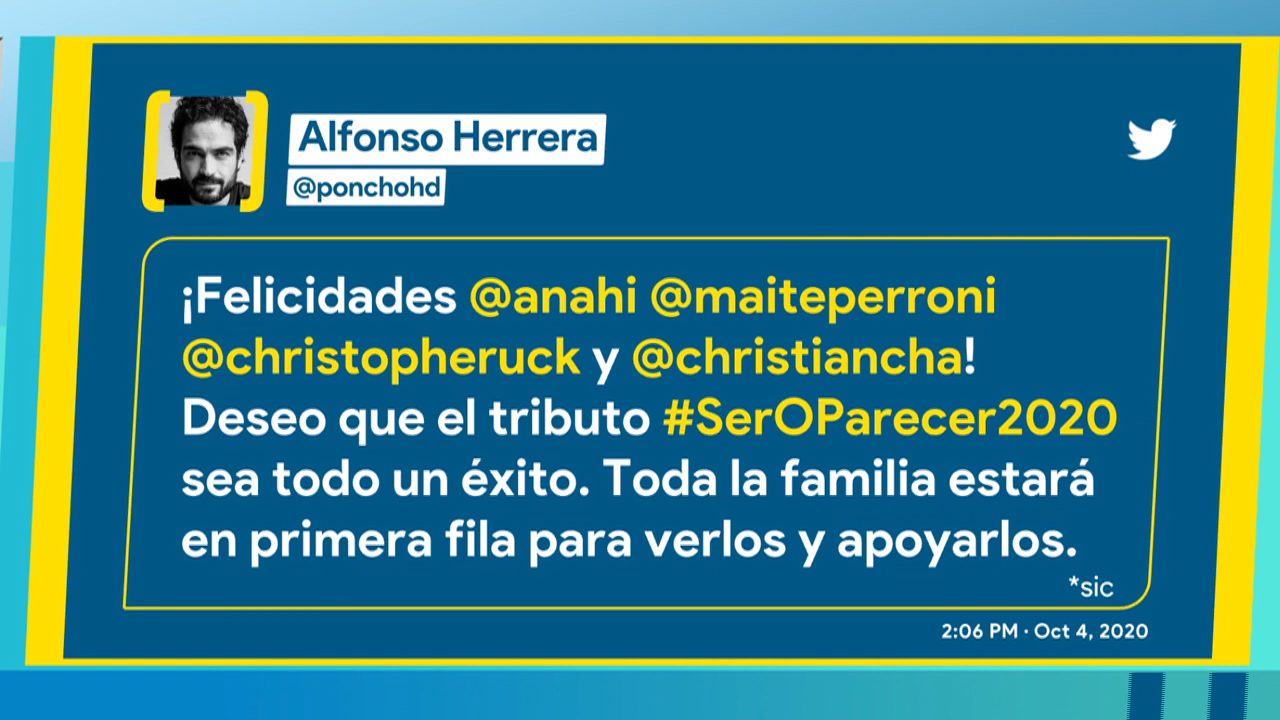 Alfonso Herrera
@ponchohd
¡Felicidades @anahi @maiteperroni
@christopheruck y @christiancha!
Deseo que el tributo #SerOParecer2020
sea todo un éxito. Toda la familia estará
en primera fila para verlos y apoyarlos.
*sic
2:06 PM · Oct 4, 2020